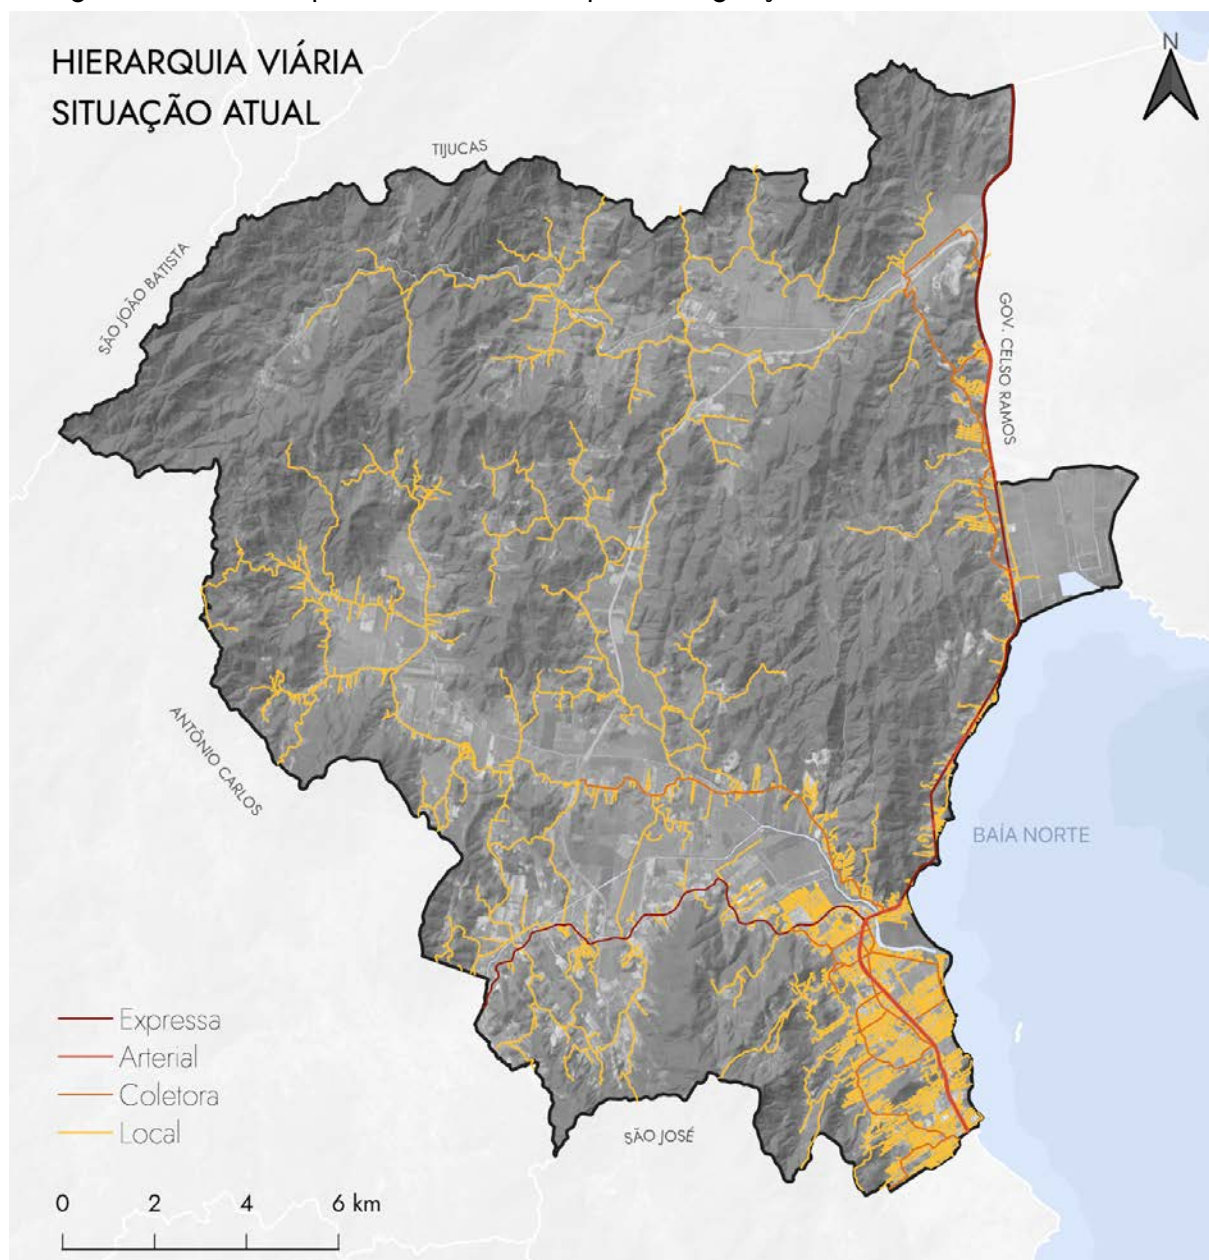 HIERARQUIA VIÁRIA
SITUAÇÃO ATUAL
N
TIJUCAS
SÃO JOÃO BATISTA
GOV. CELSO RAMOS
ANTÔNIO CARLOS
BAÍA NORTE
Expressa
Arterial
Coletora
Local
SÃO JOSÉ
0 2 4 6 km